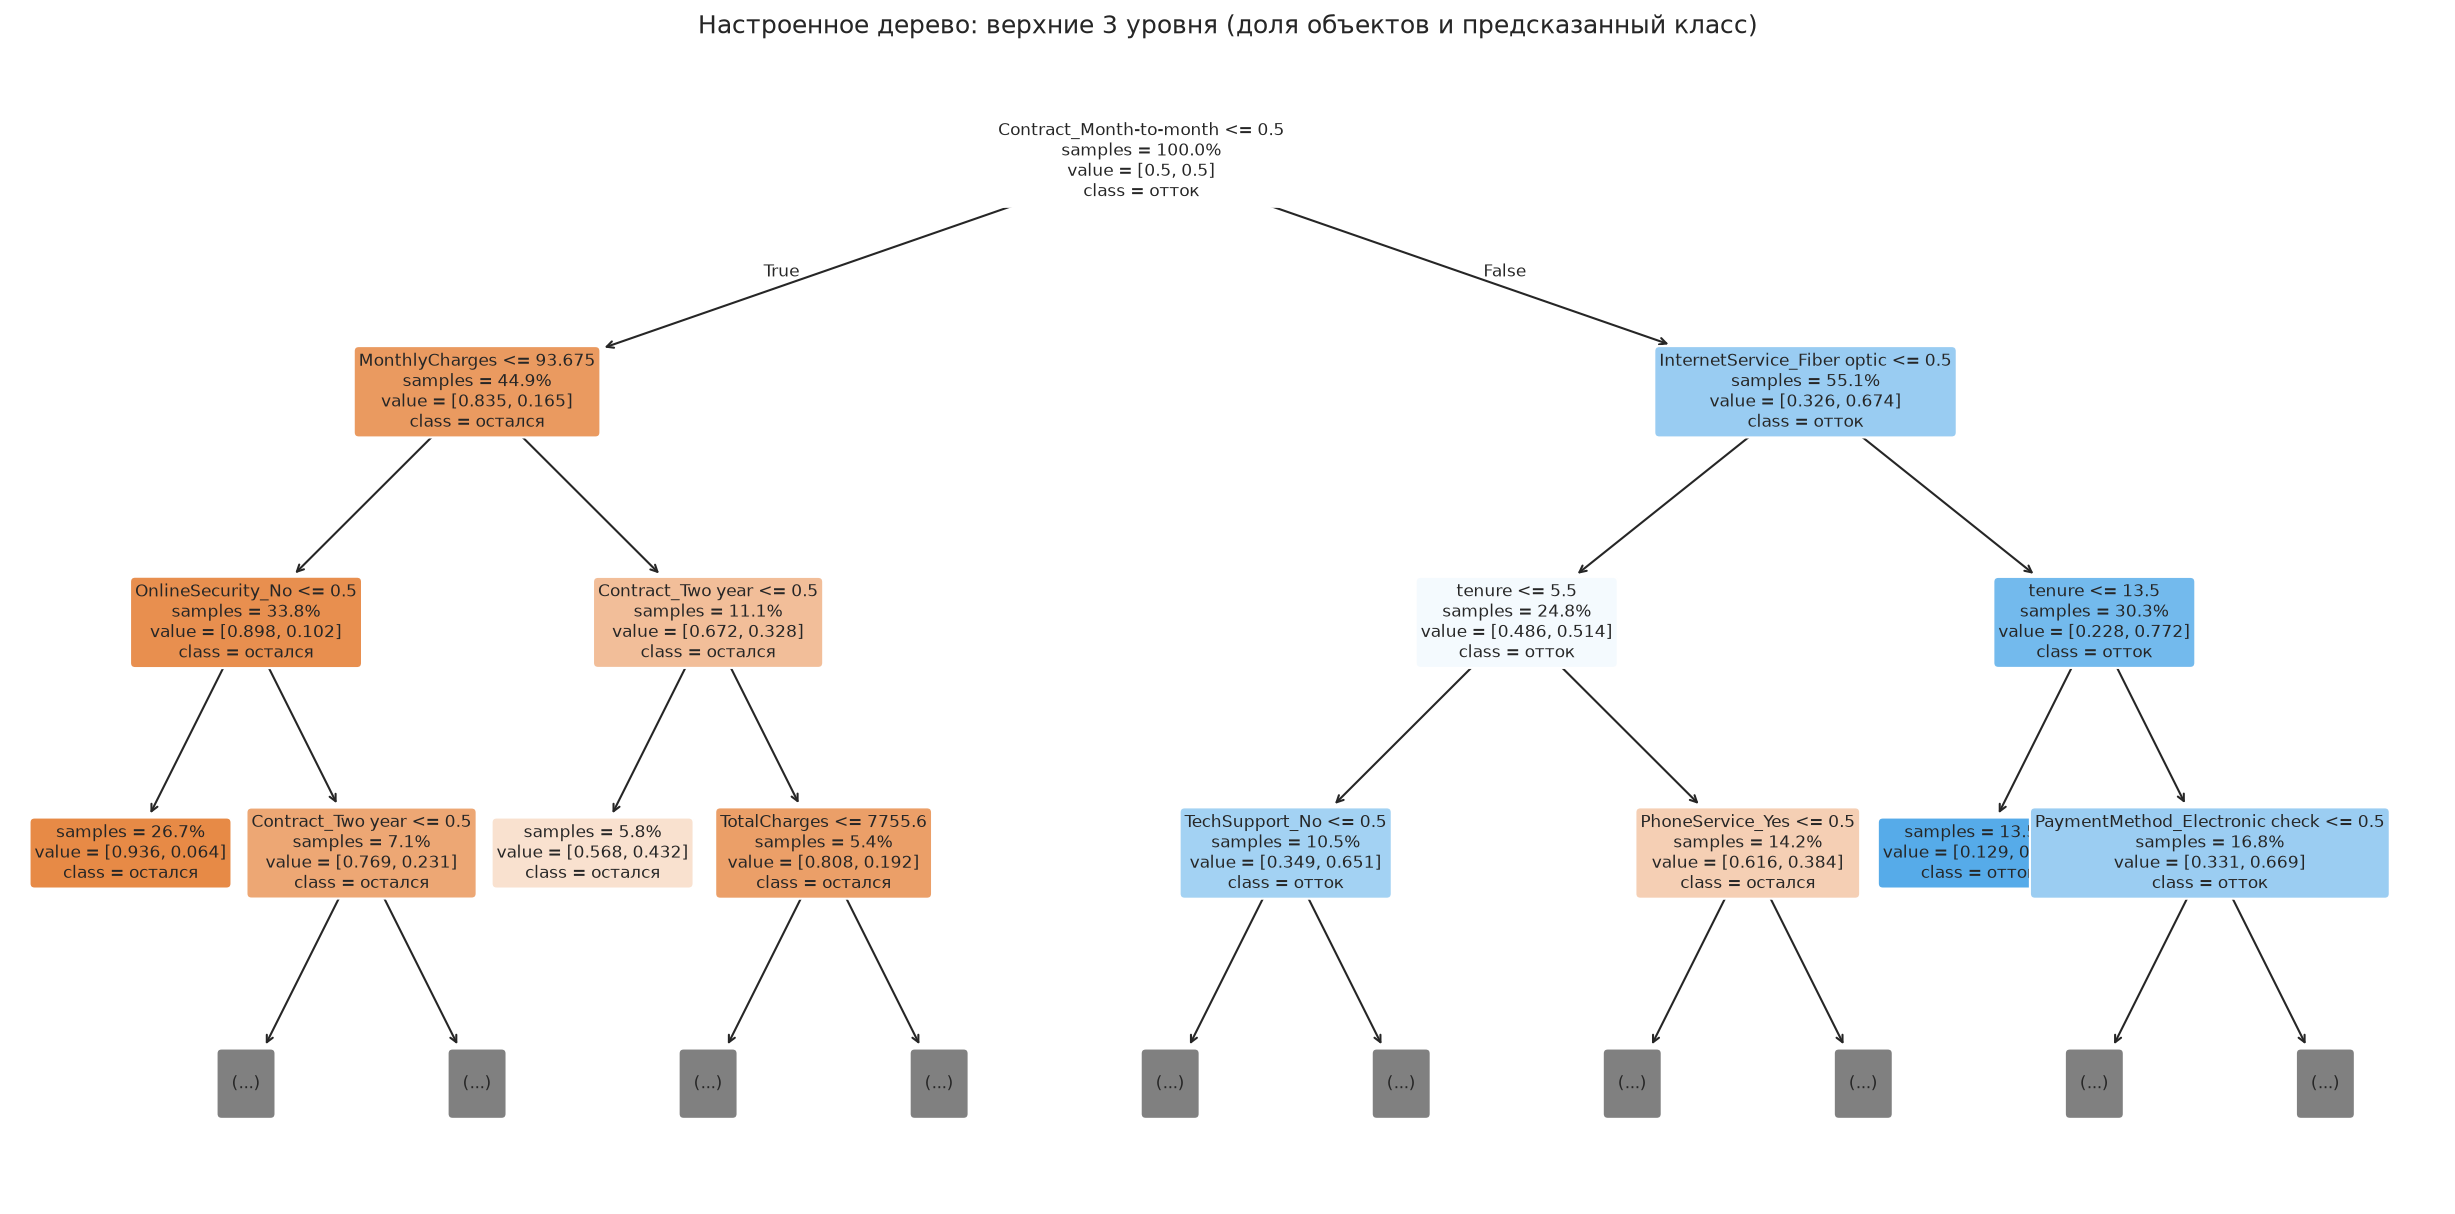 Настроенное дерево: верхние 3 уровня (доля объектов и предсказанный класс)
Contract_Month-to-month <= 0.5
samples = 100.0%
value = [0.5, 0.5]
class = отток
True
False
MonthlyCharges <= 93.675
samples = 44.9%
value = [0.835, 0.165]
class = остался
InternetService_Fiber optic <= 0.5
samples = 55.1%
value = [0.326, 0.674]
class = отток
OnlineSecurity_No <= 0.5
samples = 33.8%
value = [0.898, 0.102]
class = остался
Contract_Two year <= 0.5
samples = 11.1%
value = [0.672, 0.328]
class = остался
tenure <= 5.5
samples = 24.8%
value = [0.486, 0.514]
class = отток
tenure <= 13.5
samples = 30.3%
value = [0.228, 0.772]
class = отток
samples = 26.7%
value = [0.936, 0.064]
class = остался
Contract_Two year <= 0.5
samples = 7.1%
value = [0.769, 0.231]
class = остался
samples = 5.8%
value = [0.568, 0.432]
class = остался
TotalCharges <= 7755.6
samples = 5.4%
value = [0.808, 0.192]
class = остался
TechSupport_No <= 0.5
samples = 10.5%
value = [0.349, 0.651]
class = отток
PhoneService_Yes <= 0.5
samples = 14.2%
value = [0.616, 0.384]
class = остался
samples =
value = [0.129,
class =
PaymentMethod_Electronic check <= 0.5
samples = 16.8%
value = [0.331, 0.669]
class = отток
(...)
(...)
(...)
(...)
(...)
(...)
(...)
(...)
(...)
(...)